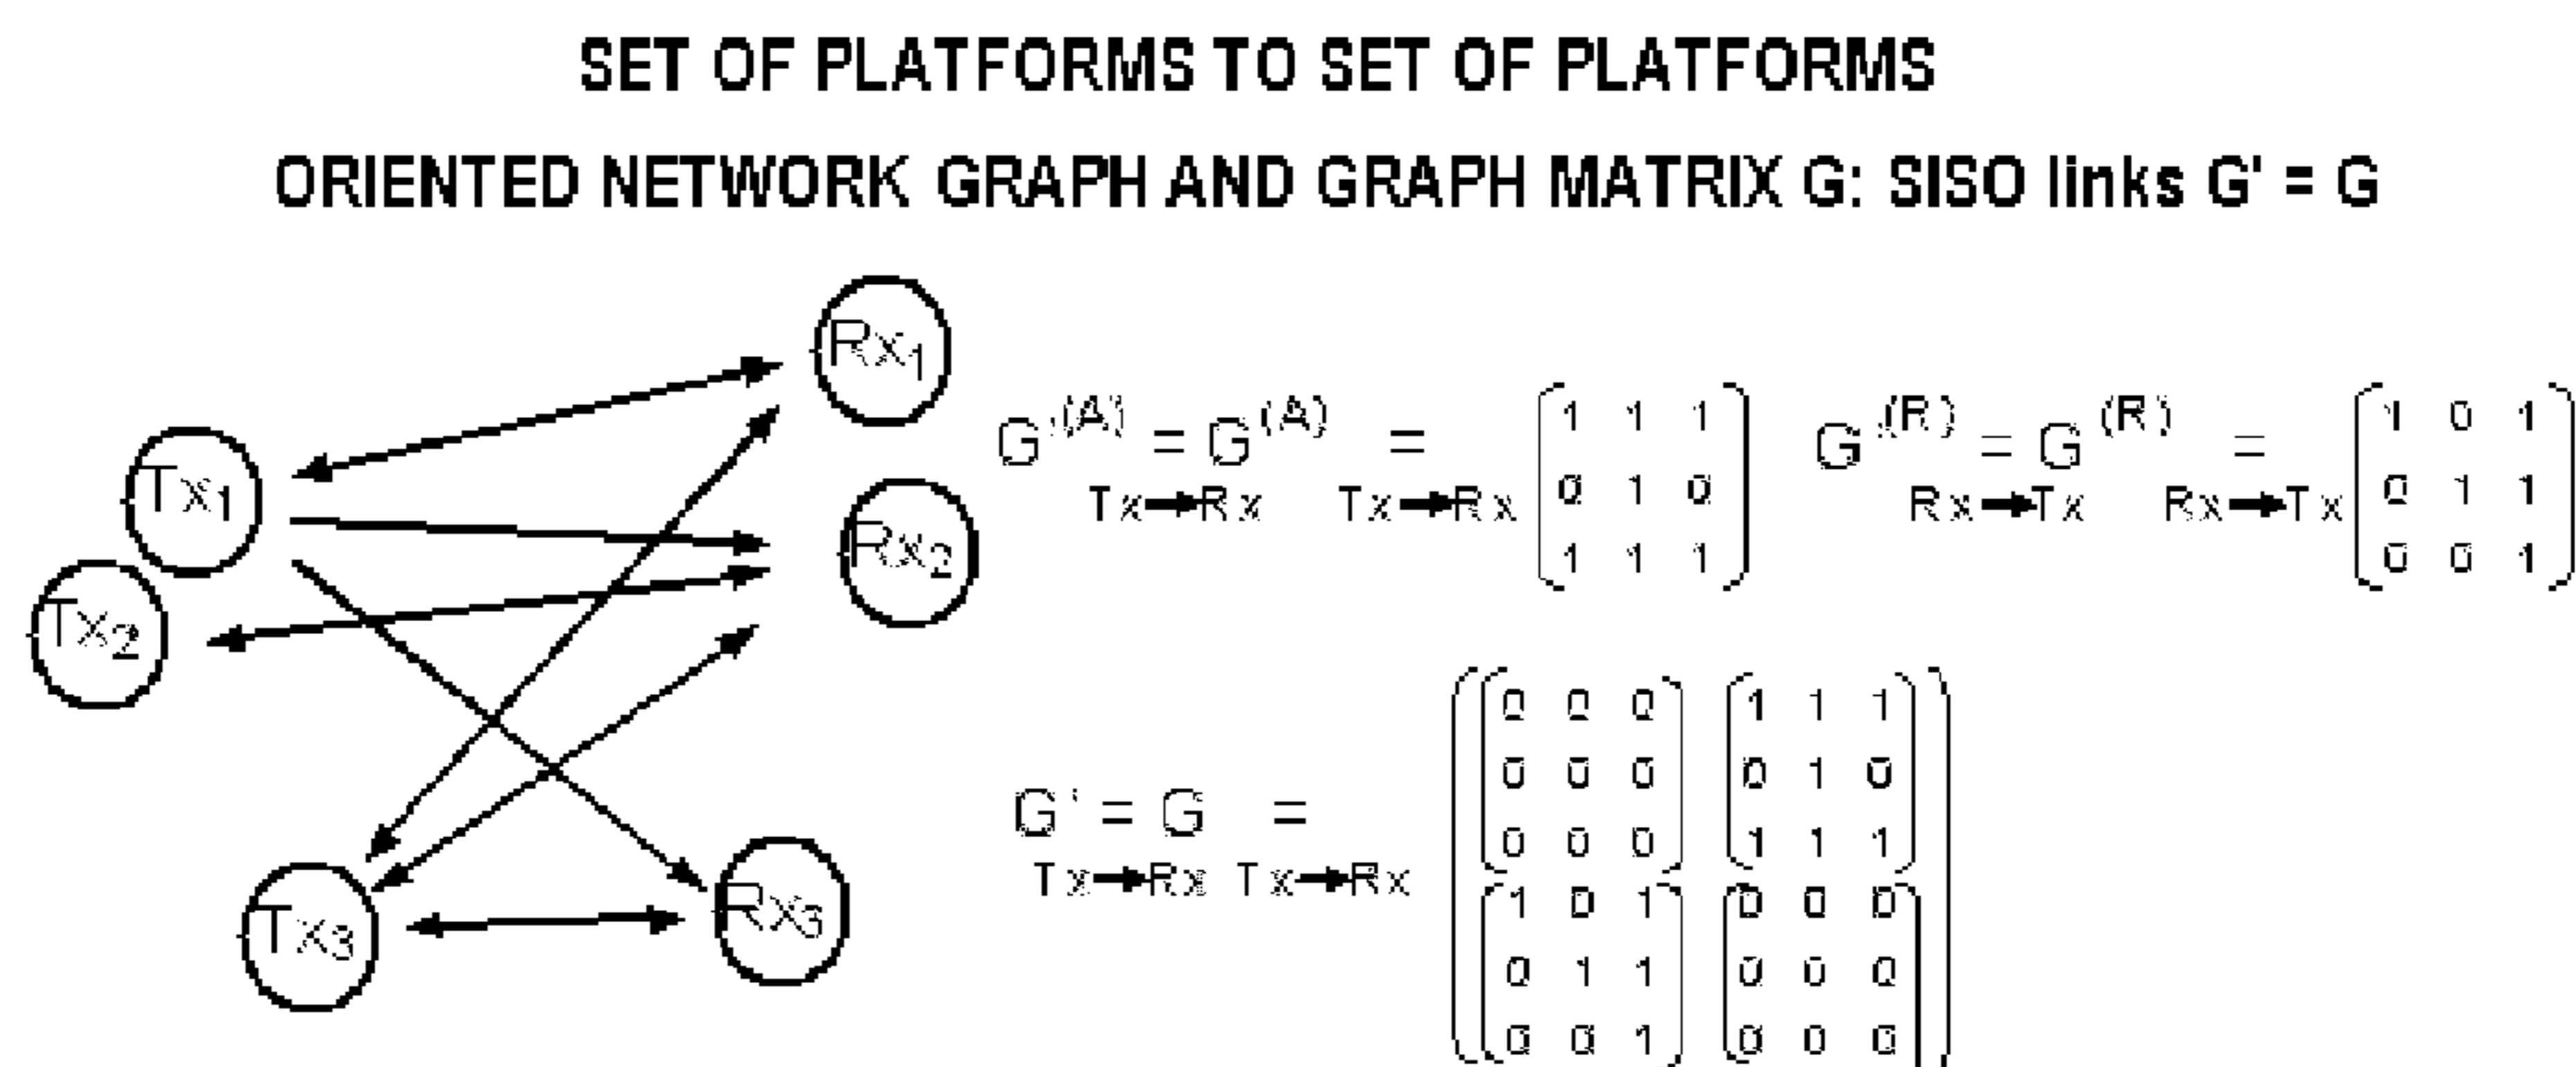 SET OF PLATFORMS TO SET OF PLATFORMS
ORIENTED NETWORK GRAPH AND GRAPH MATRIX G: SISO links G' = G
Rx1
Tx1
Rx2
Tx2
Tx3
Rx3
G'(A) = G(A) =
Tx→Rx Tx→Rx
1 1 1
0 1 0
1 1 1
G'(R) = G(R) =
Rx→Tx Rx→Tx
1 0 1
0 1 1
0 0 1
G' = G =
Tx→Rx Tx→Rx
0 0 0 1 1 1
0 0 0 0 1 0
0 0 0 1 1 1
1 0 1 0 0 0
0 1 1 0 0 0
0 0 1 0 0 0